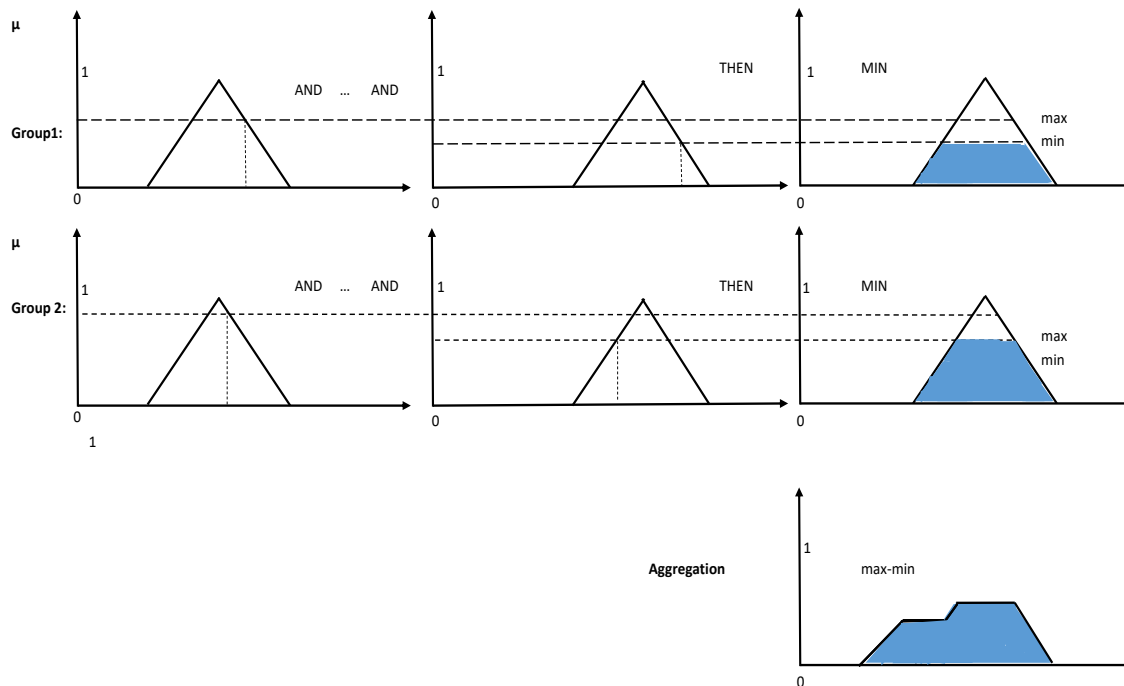 μ
1 1 1
AND ... AND THEN MIN
max
Group1: min
0 0 0
μ
1 1 1
AND ... AND THEN MIN
Group 2:
max
min
0 0 0
1
1
Aggregation max-min
0